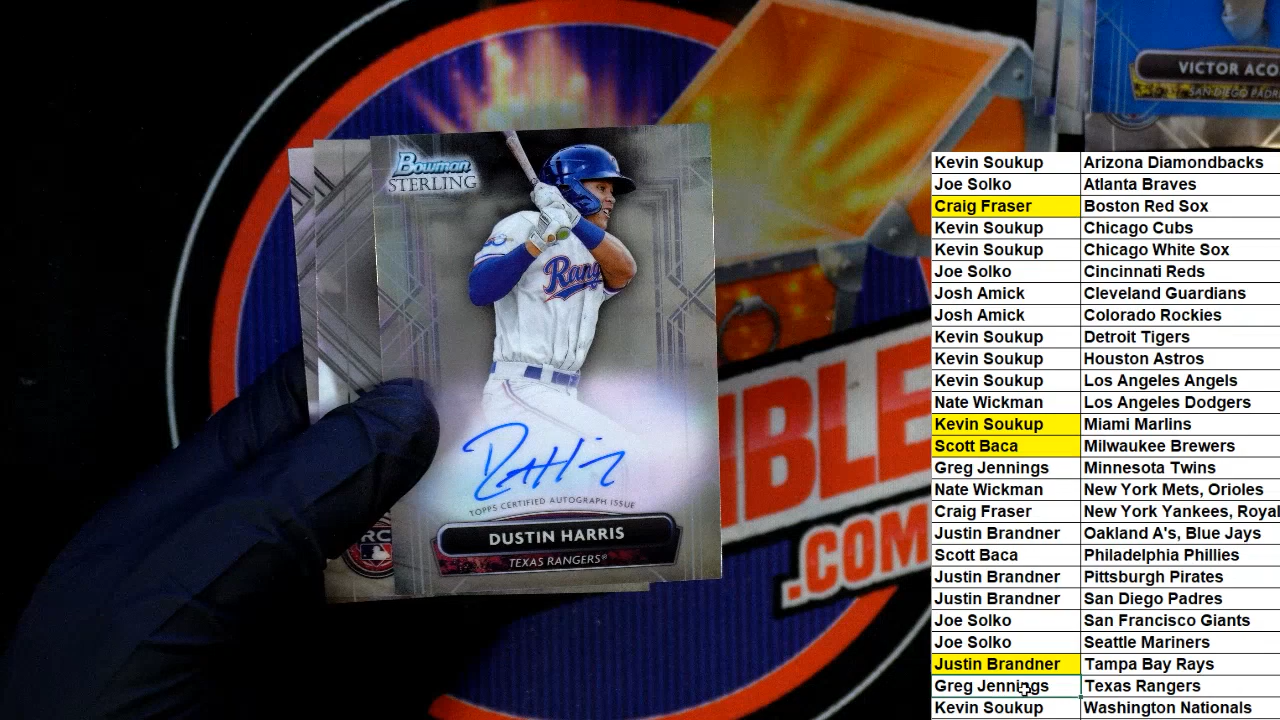 VICTOR ACO
SAN DIEGO PADR
Bowman
STERLING
Rang
TOPPS CERTIFIED AUTOGRAPH ISSUE
DUSTIN HARRIS
TEXAS RANGERS®
RC
IBLE
.COM
Kevin Soukup Arizona Diamondbacks
Joe Solko Atlanta Braves
Craig Fraser Boston Red Sox
Kevin Soukup Chicago Cubs
Kevin Soukup Chicago White Sox
Joe Solko Cincinnati Reds
Josh Amick Cleveland Guardians
Josh Amick Colorado Rockies
Kevin Soukup Detroit Tigers
Kevin Soukup Houston Astros
Kevin Soukup Los Angeles Angels
Nate Wickman Los Angeles Dodgers
Kevin Soukup Miami Marlins
Scott Baca Milwaukee Brewers
Greg Jennings Minnesota Twins
Nate Wickman New York Mets, Orioles
Craig Fraser New York Yankees, Royal
Justin Brandner Oakland A's, Blue Jays
Scott Baca Philadelphia Phillies
Justin Brandner Pittsburgh Pirates
Justin Brandner San Diego Padres
Joe Solko San Francisco Giants
Joe Solko Seattle Mariners
Justin Brandner Tampa Bay Rays
Greg Jennings Texas Rangers
Kevin Soukup Washington Nationals